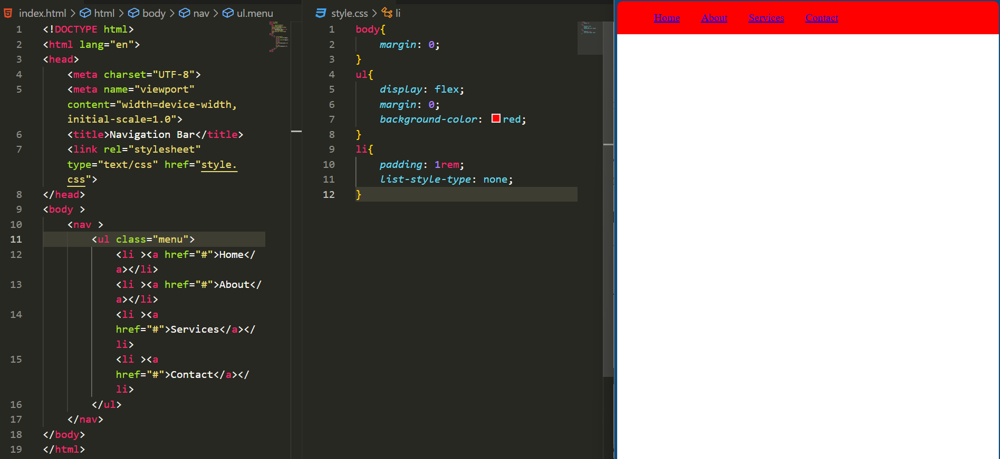 index.html > html > body > nav > ul.menu
1 <!DOCTYPE html>
2 <html lang="en">
3 <head>
4 <meta charset="UTF-8">
5 <meta name="viewport"
content="width=device-width,
initial-scale=1.0">
6 <title>Navigation Bar</title>
7 <link rel="stylesheet"
type="text/css" href="style.
css">
8 </head>
9 <body >
10 <nav >
11 <ul class="menu">
12 <li ><a href="#">Home</
a></li>
13 <li ><a href="#">About</
a></li>
14 <li ><a
href="#">Services</a></
li>
15 <li ><a
href="#">Contact</a></
li>
16 </ul>
17 </nav>
18 </body>
19 </html>
style.css > li
1 body{
2 margin: 0;
3 }
4 ul{
5 display: flex;
6 margin: 0;
7 background-color: red;
8 }
9 li{
10 padding: 1rem;
11 list-style-type: none;
12 }
Home About Services Contact